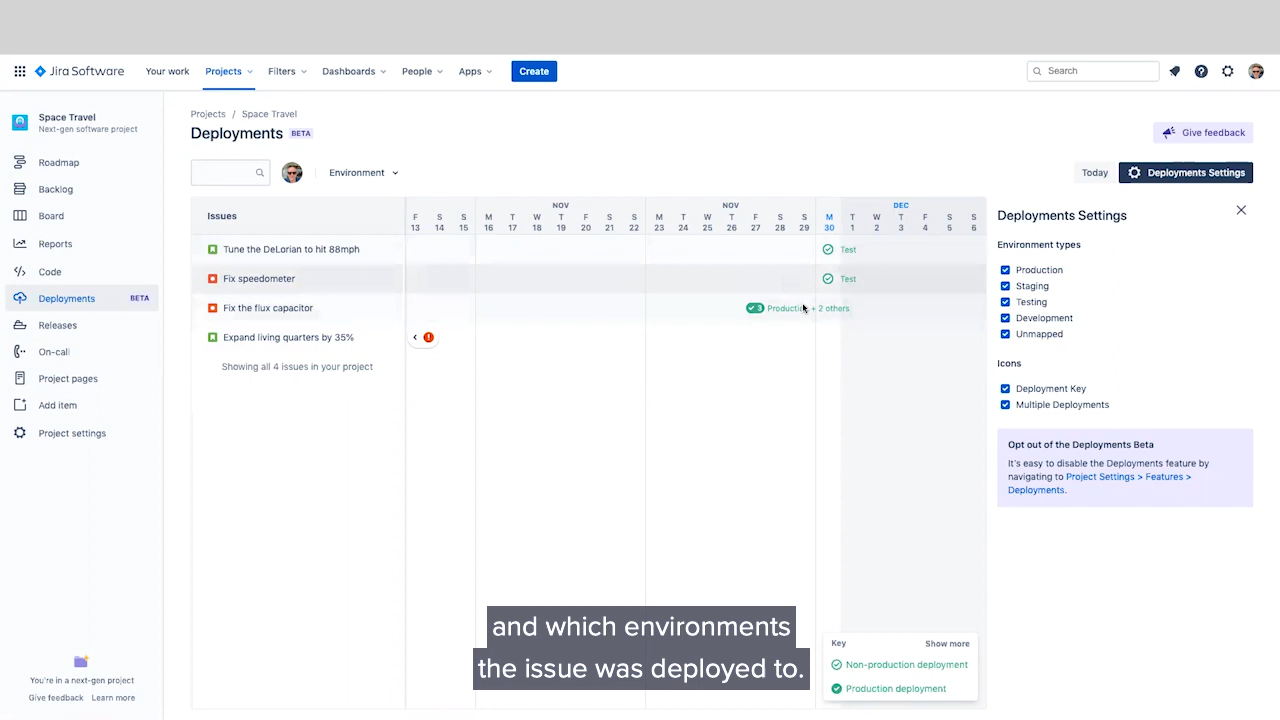 Jira Software
Your work
Projects
Filters
Dashboards
People
Apps
Create
Search
Space Travel
Next-gen software project
Roadmap
Backlog
Board
Reports
Code
Deployments BETA
Releases
On-call
Project pages
Add item
Project settings
You're in a next-gen project
Give feedback Learn more
Projects / Space Travel
Deployments BETA
Give feedback
Environment
Today
Deployments Settings
Issues
NOV NOV DEC
F S S M T W T F S S M T W T F S S M T W T F S S
13 14 15 16 17 18 19 20 21 22 23 24 25 26 27 28 29 30 1 2 3 4 5 6
Tune the DeLorian to hit 88mph
Test
Fix speedometer
Test
Fix the flux capacitor
3 Production + 2 others
Expand living quarters by 35%
Showing all 4 issues in your project
Deployments Settings
Environment types
Production
Staging
Testing
Development
Unmapped
Icons
Deployment Key
Multiple Deployments
Opt out of the Deployments Beta
It's easy to disable the Deployments feature by
navigating to Project Settings > Features >
Deployments.
Key Show more
Non-production deployment
Production deployment
and which environments
the issue was deployed to.